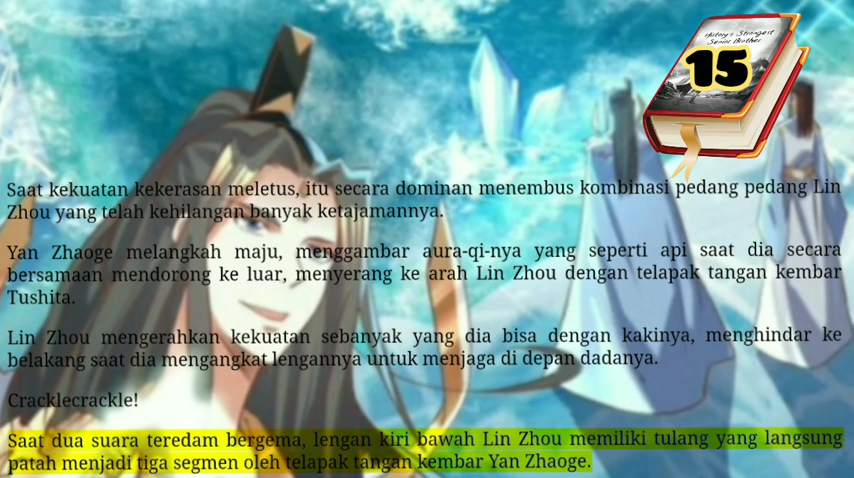 History's Strongest
Senior Brother
15
Saat kekuatan kekerasan meletus, itu secara dominan menembus kombinasi pedang pedang Lin
Zhou yang telah kehilangan banyak ketajamannya.
Yan Zhaoge melangkah maju, menggambar aura-qi-nya yang seperti api saat dia secara
bersamaan mendorong ke luar, menyerang ke arah Lin Zhou dengan telapak tangan kembar
Tushita.
Lin Zhou mengerahkan kekuatan sebanyak yang dia bisa dengan kakinya, menghindar ke
belakang saat dia mengangkat lengannya untuk menjaga di depan dadanya.
Cracklecrackle!
Saat dua suara teredam bergema, lengan kiri bawah Lin Zhou memiliki tulang yang langsung
patah menjadi tiga segmen oleh telapak tangan kembar Yan Zhaoge.